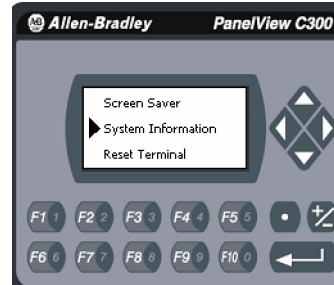 AB Allen-Bradley PanelView C300
Screen Saver
System Information
Reset Terminal
F1 1 F2 2 F3 3 F4 4 F5 5 • +/-
F6 6 F7 7 F8 8 F9 9 F10 0